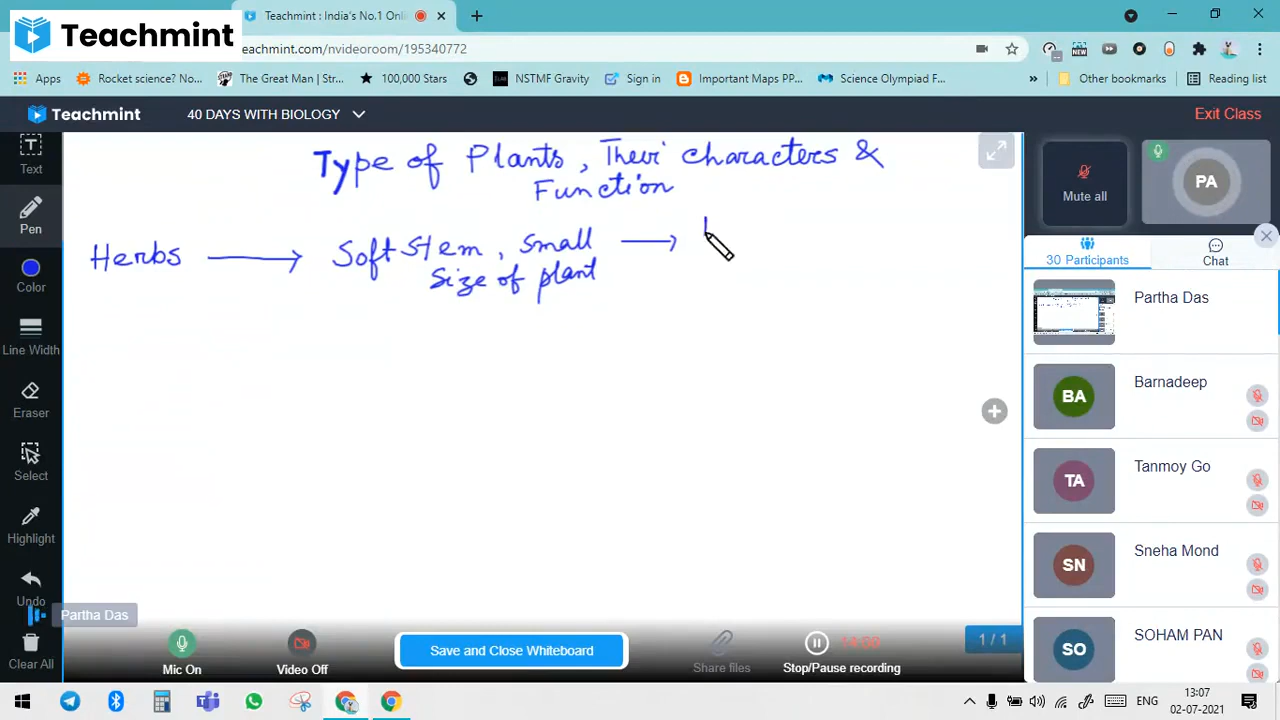 Teachmint : India's No.1 Onli
Teachmint
eachmint.com/nvideoroom/195340772
Apps
Rocket science? No...
The Great Man | Str...
100,000 Stars
NSTMF Gravity
Sign in
Important Maps PP...
Science Olympiad F...
»
Other bookmarks
Reading list
NEW
Teachmint
40 DAYS WITH BIOLOGY
Exit Class
Text
Pen
Color
Line Width
Eraser
Select
Highlight
Undo
Clear All
Type of Plants, Thevi characters &
Function
Herbs → Soft Stem, Small →
Size of plant
Mute all
PA
30 Participants
Chat
Partha Das
BA
Barnadeep
TA
Tanmoy Go
SN
Sneha Mond
SO
SOHAM PAN
Partha Das
Mic On
Video Off
Save and Close Whiteboard
Share files
Stop/Pause recording
1 / 1
ENG
13:07
02-07-2021